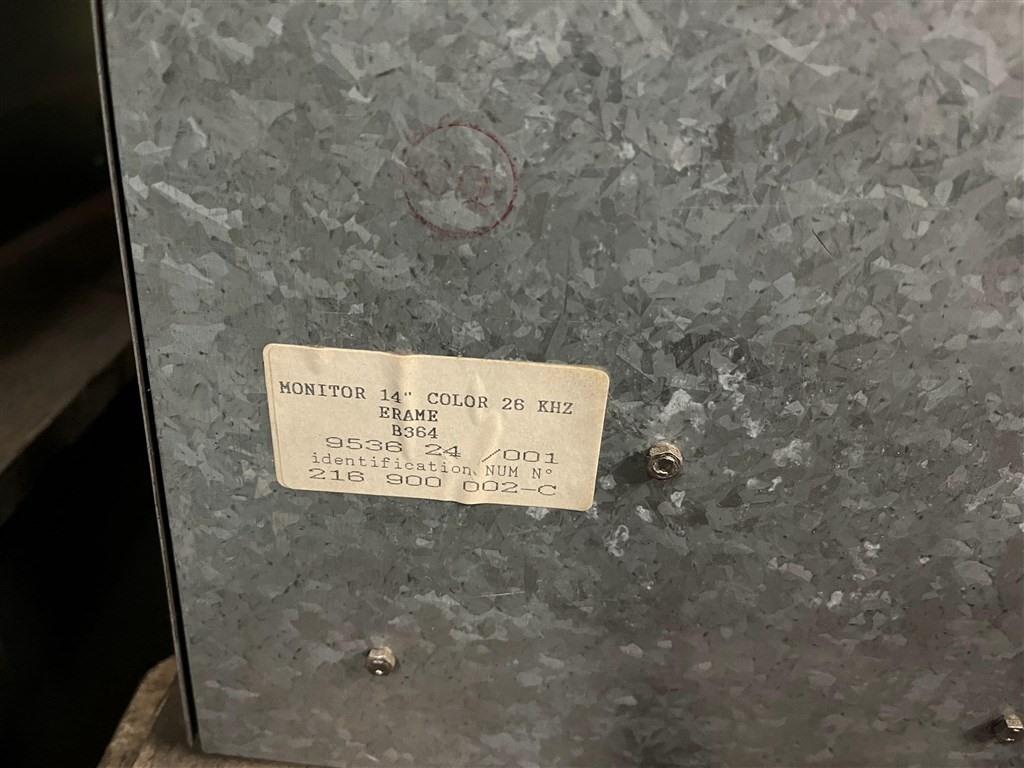 MONITOR 14" COLOR 26 KHZ
ERAME
B364
9536 24 /001
identification NUM N°
216 900 002-C